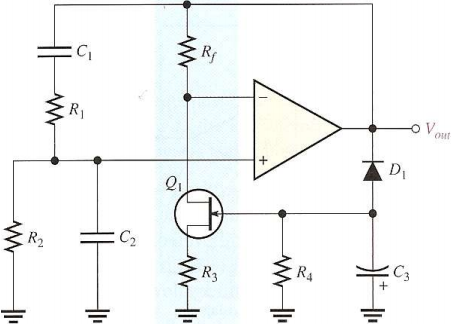 C1
Rf
R1
−
Vout
+
D1
Q1
R2
C2
R3
R4
C3
+